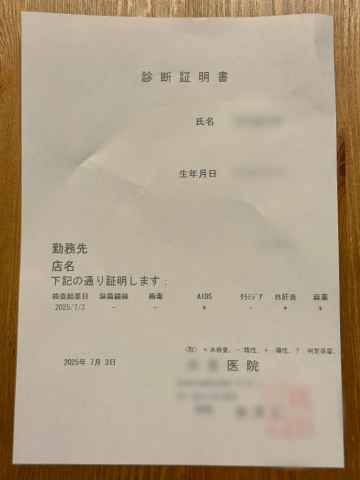 診断証明書
氏名
生年月日
勤務先
店名
下記の通り証明します：
検査結果日 淋菌鏡検 梅毒 AIDS クラミジア B肝炎 麻薬
2025/7/3 － － * － * *
(注) * 未検査、－:陰性、+:陽性、?:判定保留。
2025年 7月 3日
医院